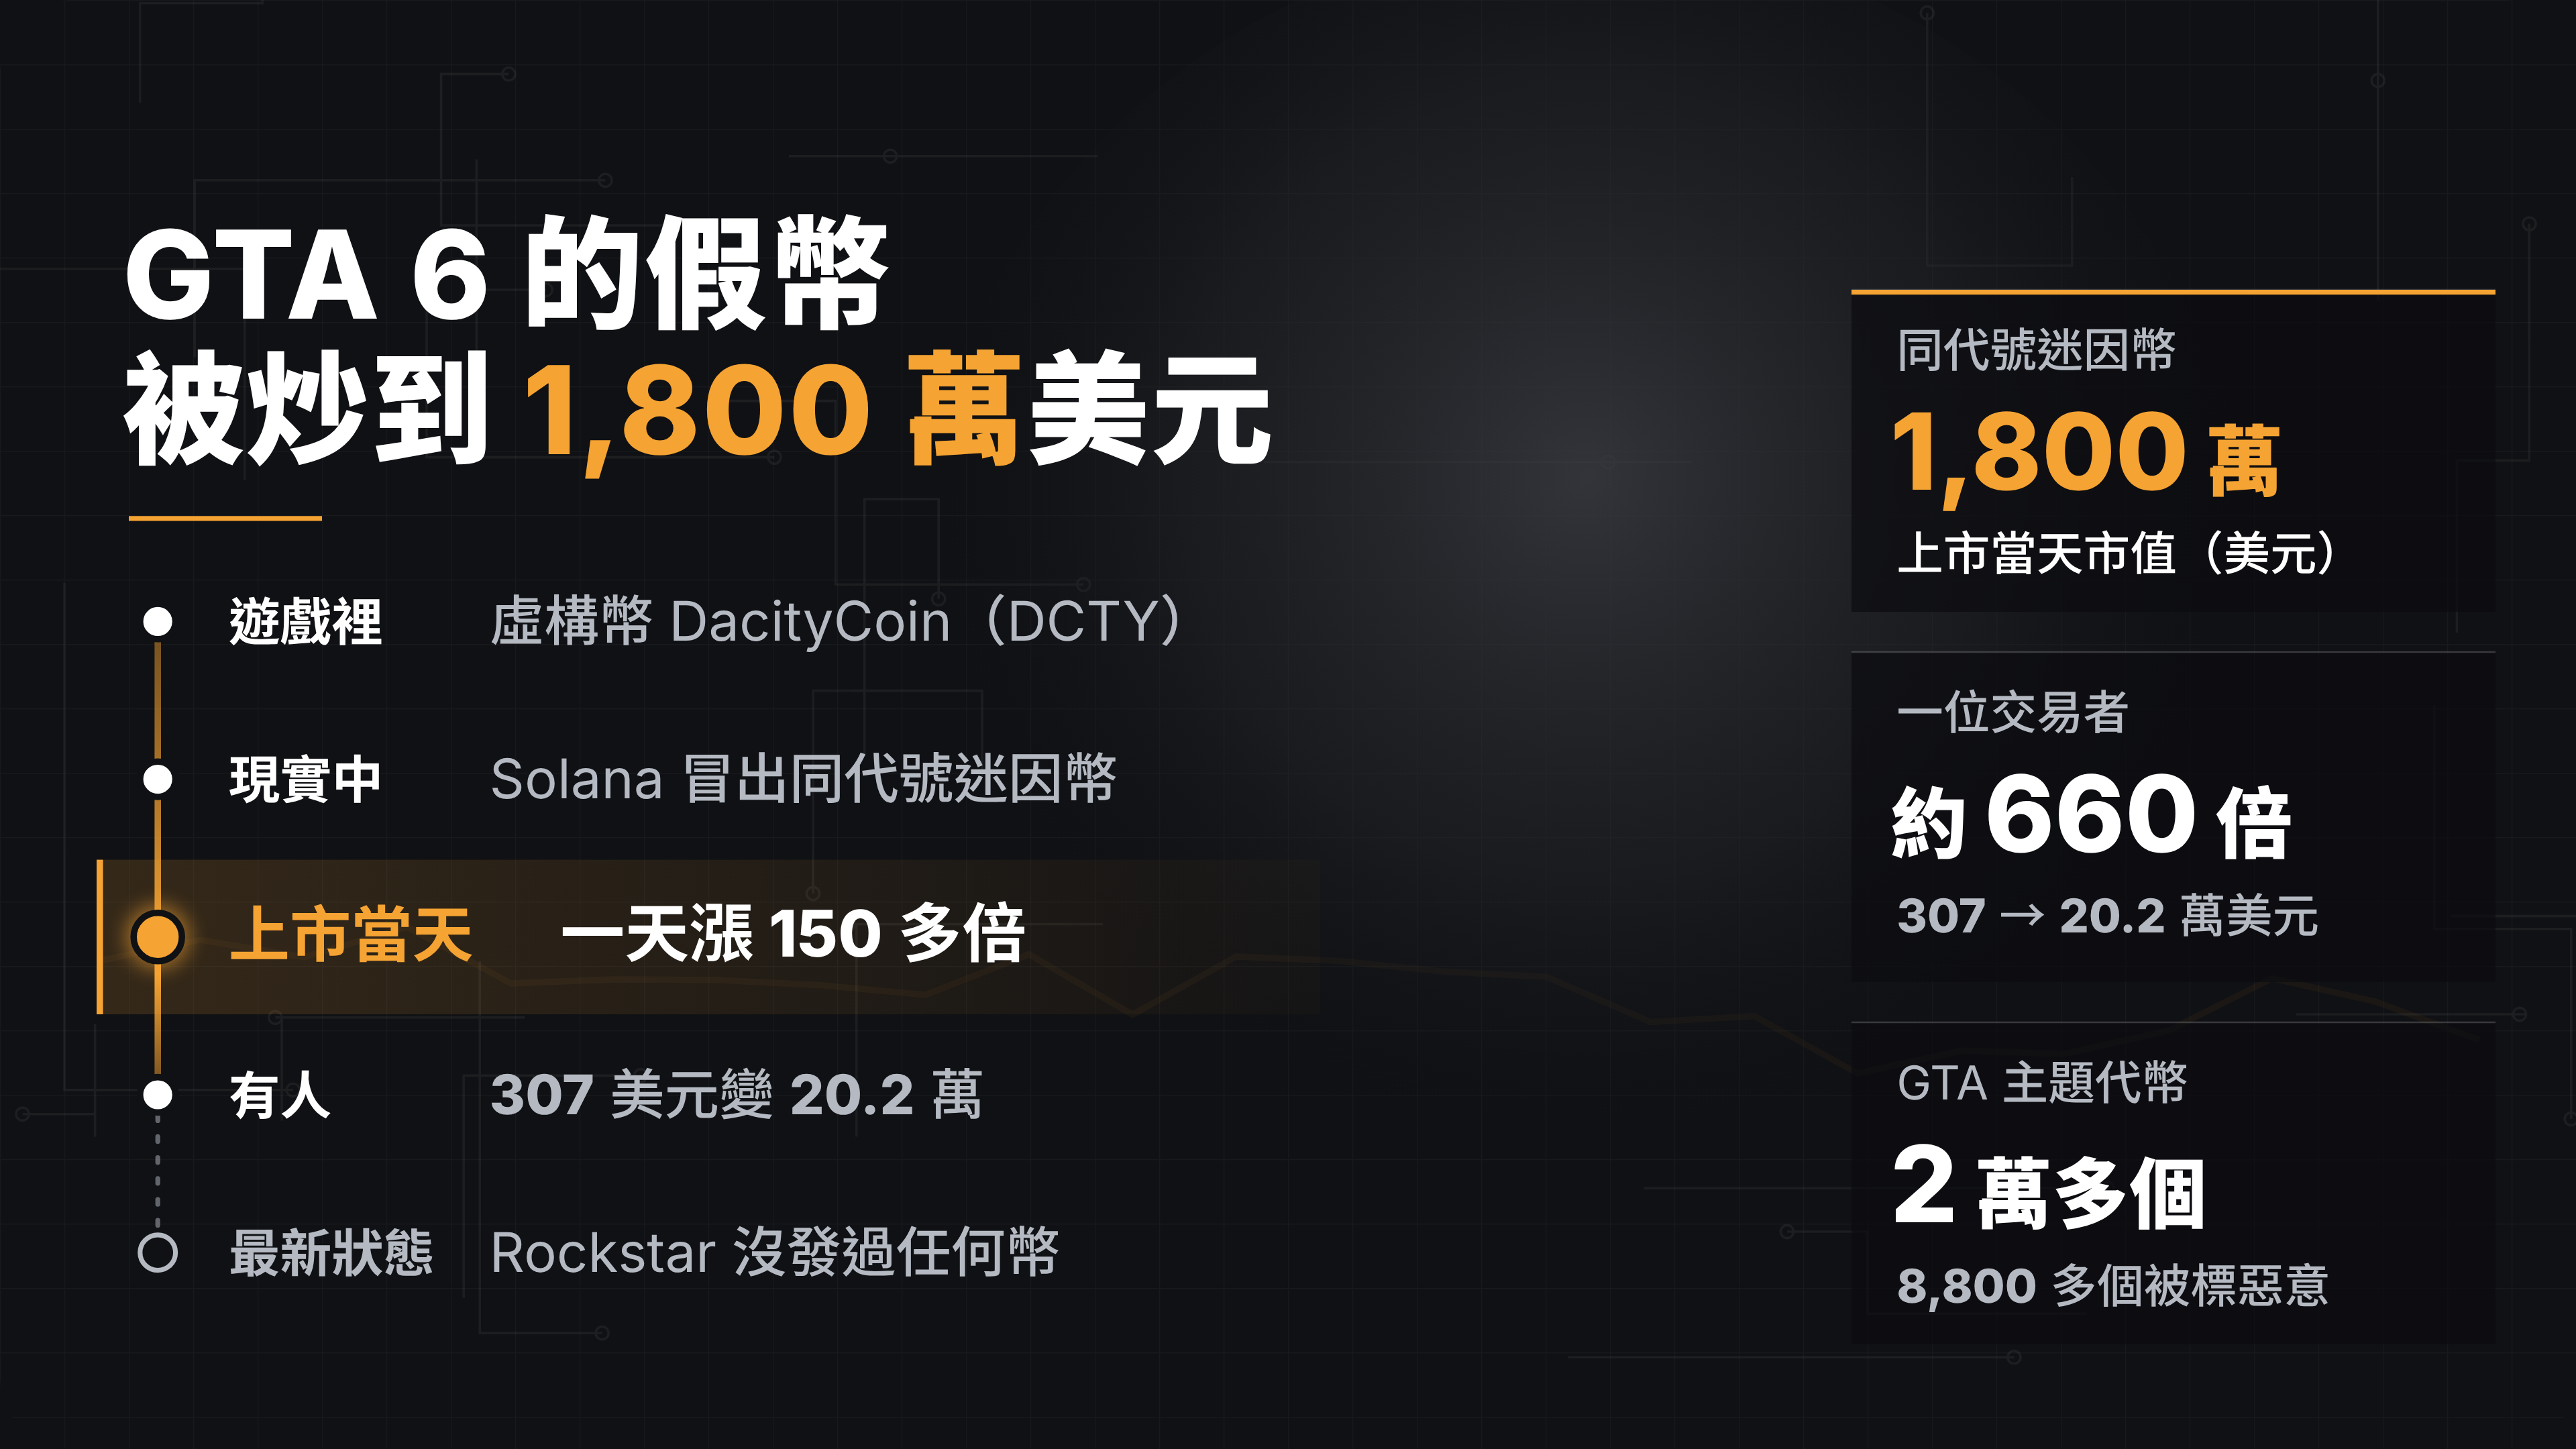 GTA 6 的假幣
被炒到 1,800 萬美元
遊戲裡 虛構幣 DacityCoin（DCTY）
現實中 Solana 冒出同代號迷因幣
上市當天 一天漲 150 多倍
有人 307 美元變 20.2 萬
最新狀態 Rockstar 沒發過任何幣
同代號迷因幣
1,800 萬
上市當天市值（美元）
一位交易者
約 660 倍
307 → 20.2 萬美元
GTA 主題代幣
2 萬多個
8,800 多個被標惡意